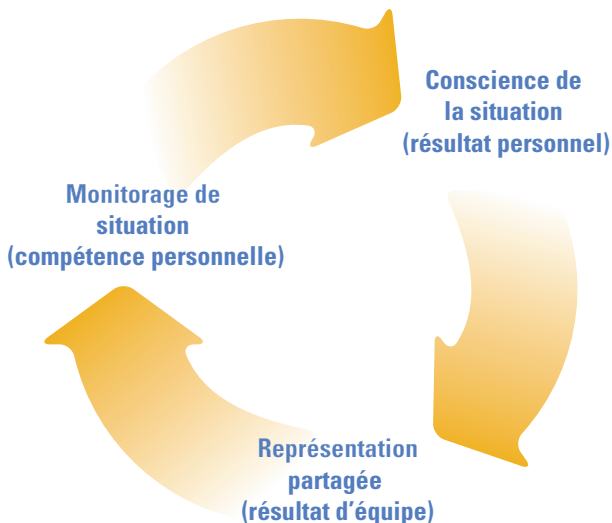 Conscience de
la situation
(résultat personnel)
Monitorage de
situation
(compétence personnelle)
Représentation
partagée
(résultat d'équipe)